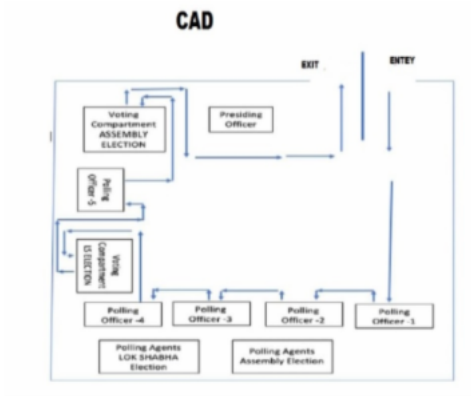 CAD
EXIT
ENTEY
Voting
Compartment
ASSEMBLY
ELECTION
Presiding
Officer
Polling
Officer -5
Voting
Compartment
LS ELECTION
Polling
Officer -4
Polling
Officer -3
Polling
Officer -2
Polling
Officer -1
Polling Agents
LOK SHABHA
Election
Polling Agents
Assembly Election